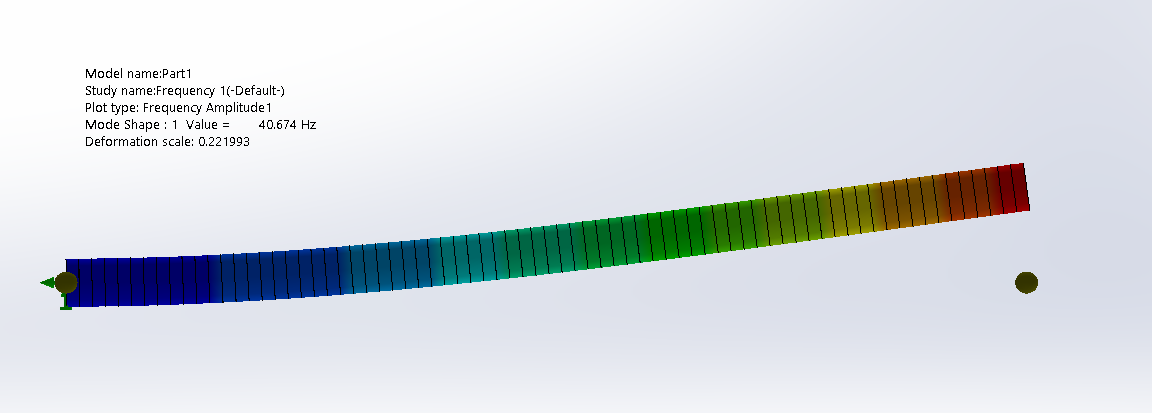 Model name:Part1
Study name:Frequency 1(-Default-)
Plot type: Frequency Amplitude1
Mode Shape : 1  Value =        40.674 Hz
Deformation scale: 0.221993